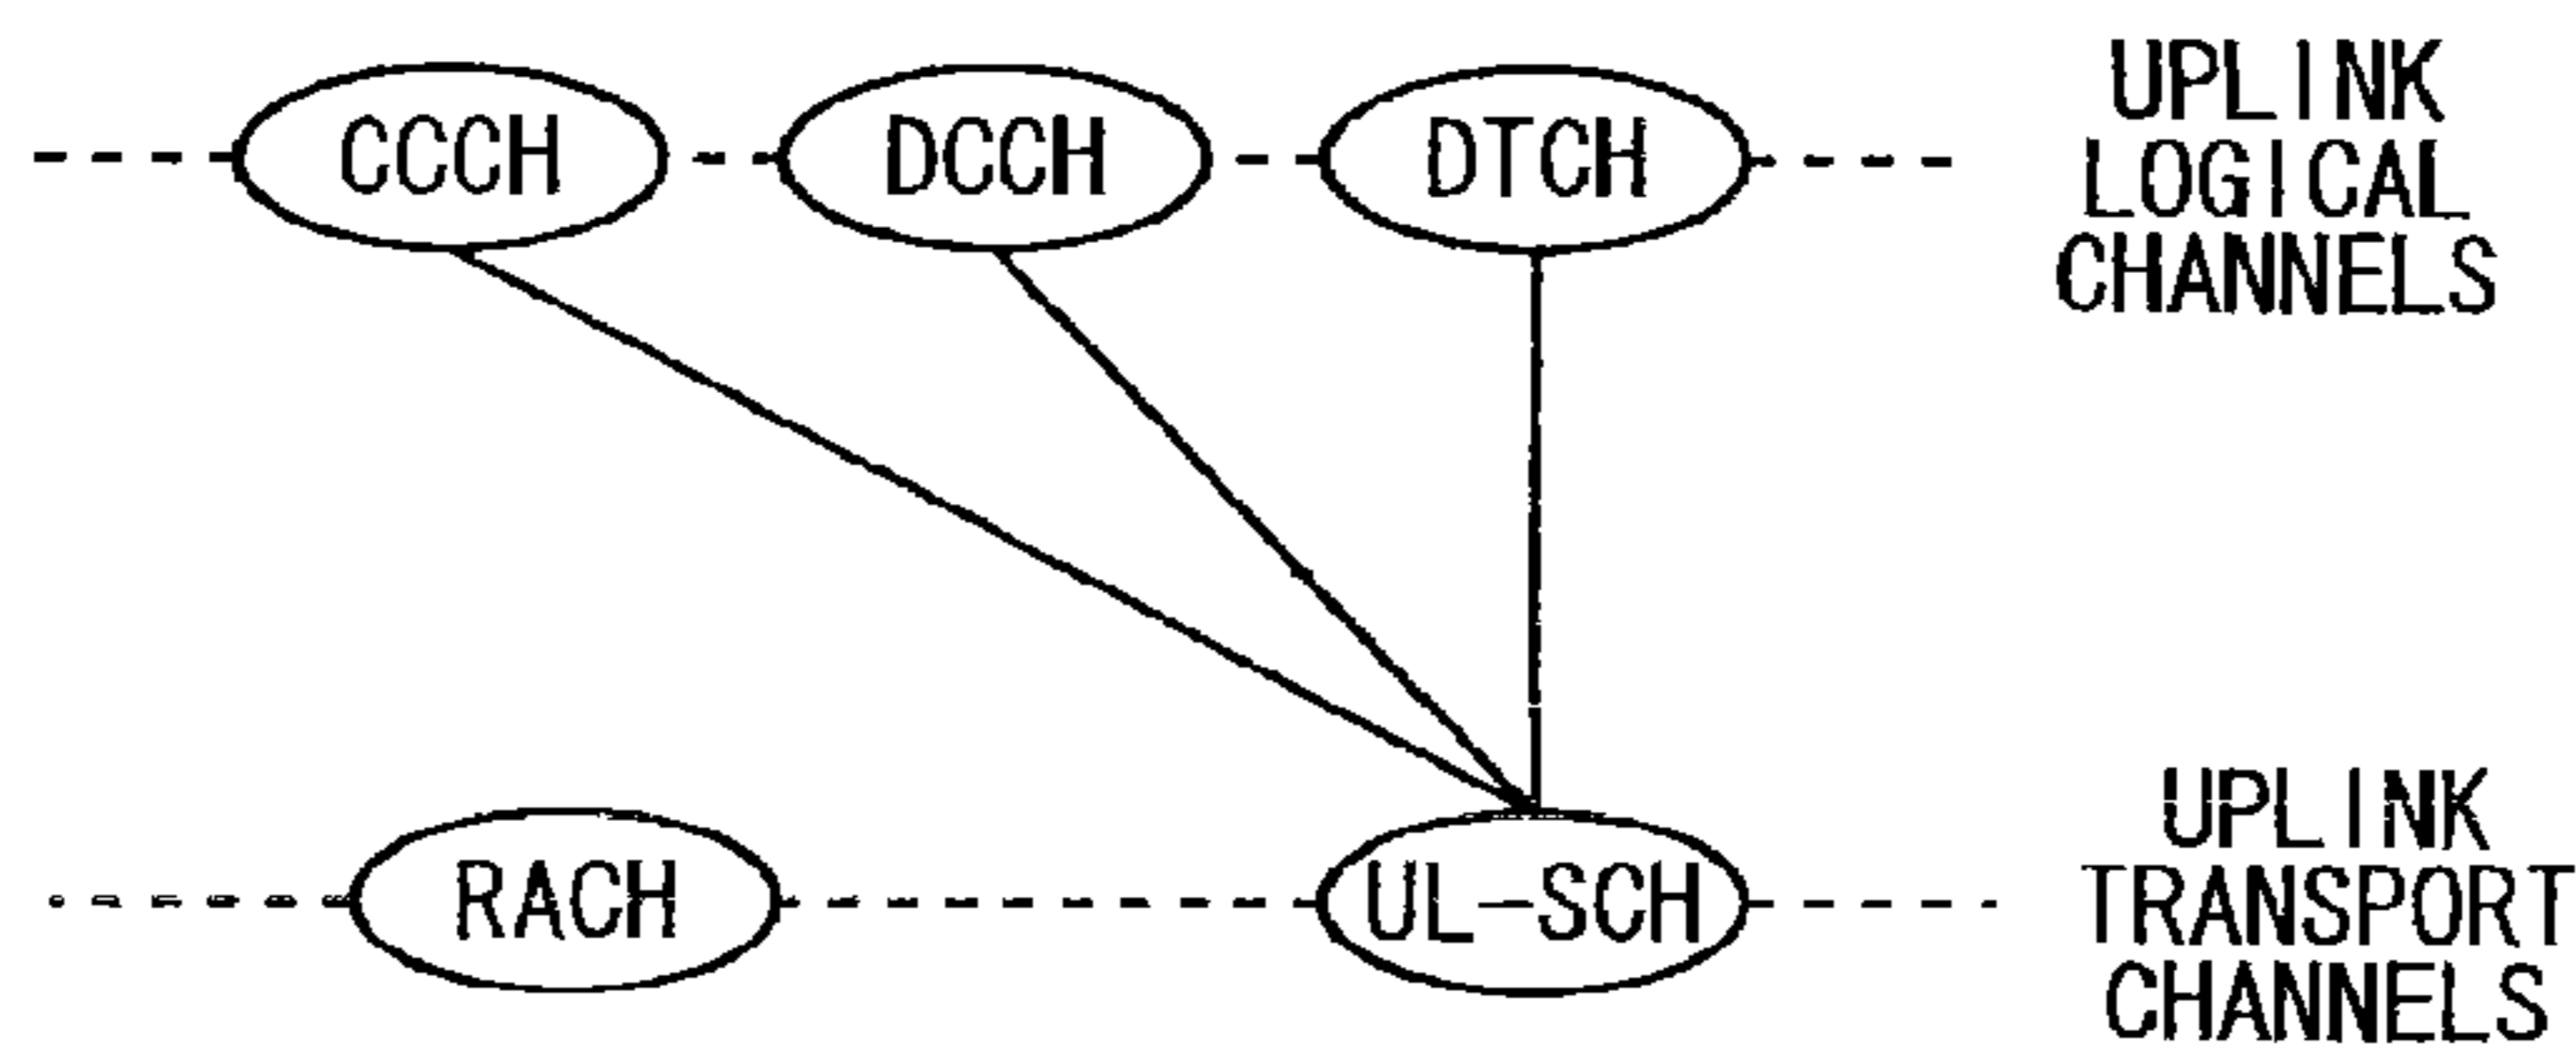 CCCH
DCCH
DTCH
UPLINK
LOGICAL
CHANNELS
RACH
UL-SCH
UPLINK
TRANSPORT
CHANNELS